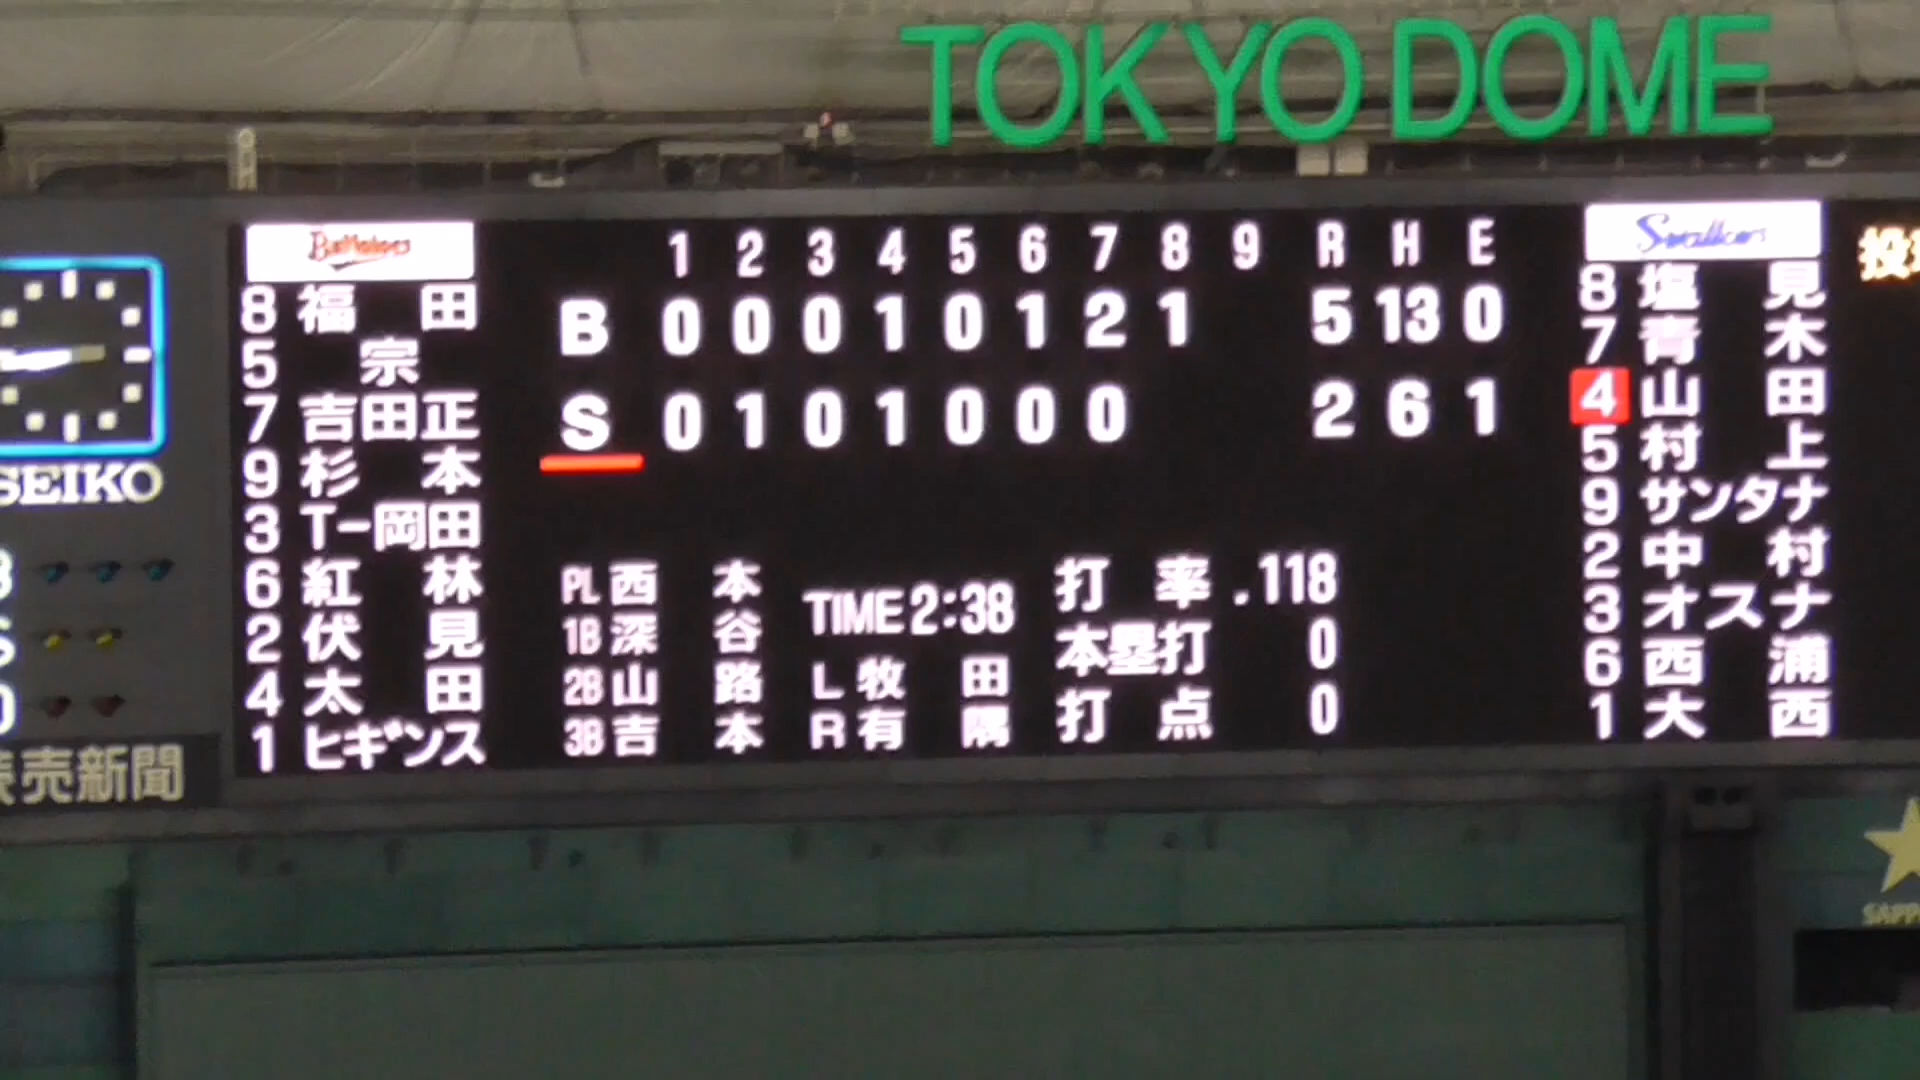 TOKYO DOME
Buffaloes
Swallows
1 2 3 4 5 6 7 8 9 R H E
B 0 0 0 1 0 1 2 1 5 13 0
S 0 1 0 1 0 0 0 2 6 1
8 福田
5 宗
7 吉田正
9 杉本
3 T-岡田
6 紅林
2 伏見
4 太田
1 ヒギンス
PL 西本
1B 深谷
2B 山路
3B 吉本
TIME 2:38
L 牧田
R 有隅
打率 .118
本塁打 0
打点 0
8 塩見
7 青木
4 山田
5 村上
9 サンタナ
2 中村
3 オスナ
6 西浦
1 大西
投
SEIKO
B
S
O
売新聞
SAPP